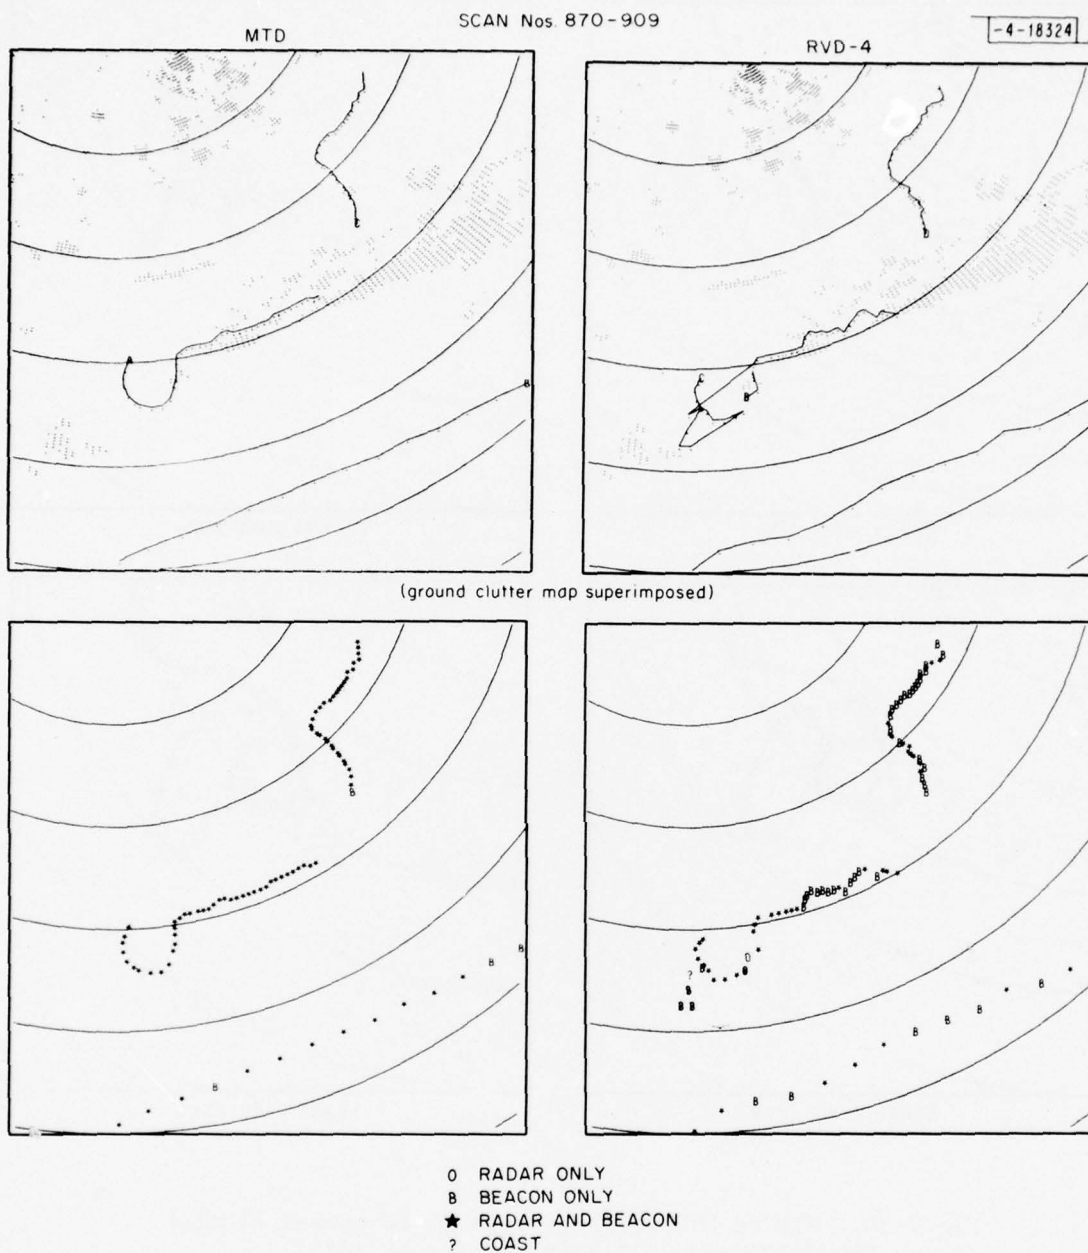 SCAN Nos. 870-909
-4-18324
MTD
RVD-4
A
B
C
B
(ground clutter map superimposed)
O RADAR ONLY
B BEACON ONLY
★ RADAR AND BEACON
? COAST